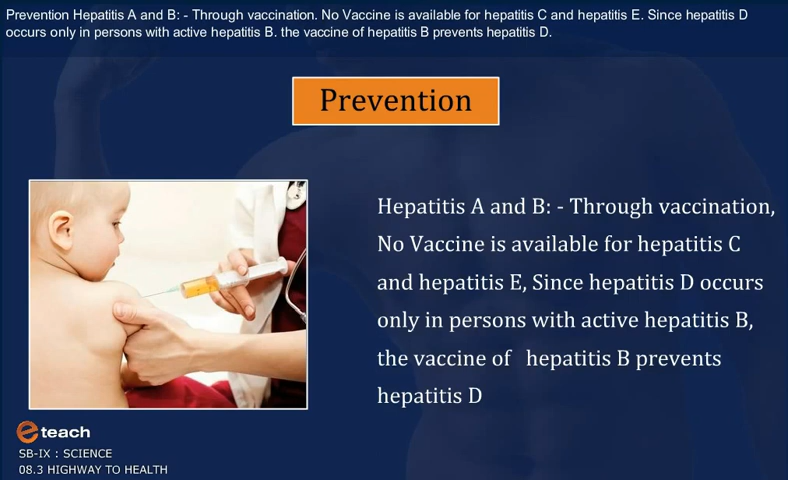 Prevention Hepatitis A and B: - Through vaccination. No Vaccine is available for hepatitis C and hepatitis E. Since hepatitis D
occurs only in persons with active hepatitis B. the vaccine of hepatitis B prevents hepatitis D.
Prevention
Hepatitis A and B: - Through vaccination,
No Vaccine is available for hepatitis C
and hepatitis E, Since hepatitis D occurs
only in persons with active hepatitis B,
the vaccine of hepatitis B prevents
hepatitis D
e teach
SB-IX : SCIENCE
08.3 HIGHWAY TO HEALTH